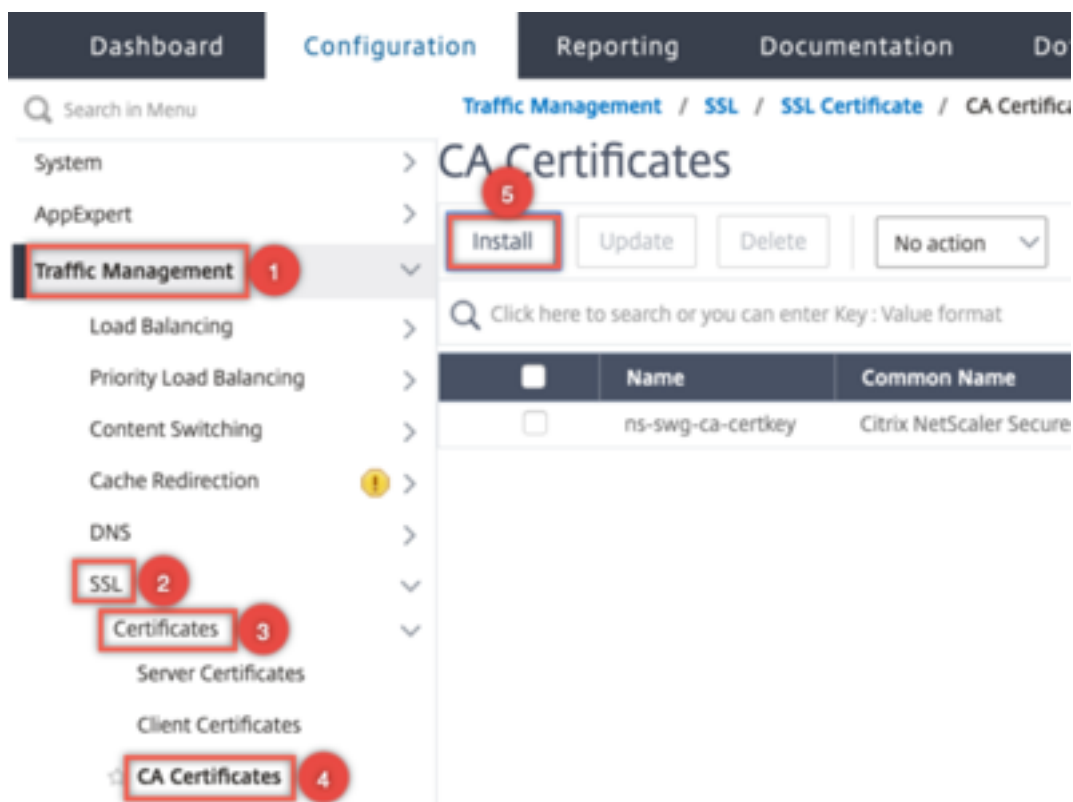 Dashboard Configuration Reporting Documentation Do
Search in Menu
Traffic Management / SSL / SSL Certificate / CA Certifica
System
CA Certificates
AppExpert
5
Install Update Delete No action
Traffic Management 1
Click here to search or you can enter Key : Value format
Load Balancing
Priority Load Balancing
Name Common Name
Content Switching
ns-swg-ca-certkey Citrix NetScaler Secure
Cache Redirection
DNS
SSL 2
Certificates 3
Server Certificates
Client Certificates
CA Certificates 4